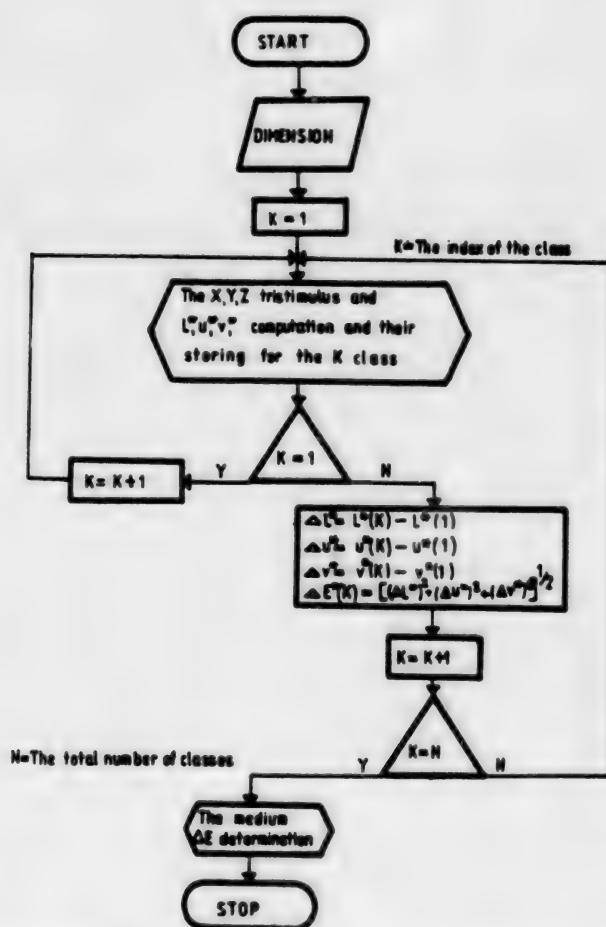 START
DIMENSION
K = 1
K= The index of the class
The X,Y,Z tristimulus and
L*,u*,v* computation and their
storing for the K class
K = 1
Y
N
K= K+1
ΔL*= L*(K) − L*(1)
Δu*= u*(K) − u*(1)
Δv*= v*(K) − v*(1)
ΔE*(K) = [(ΔL*)²+(Δu*)²+(Δv*)²]^1/2
K= K+1
N=The total number of classes
K=N
Y
N
The medium
ΔE determination
STOP